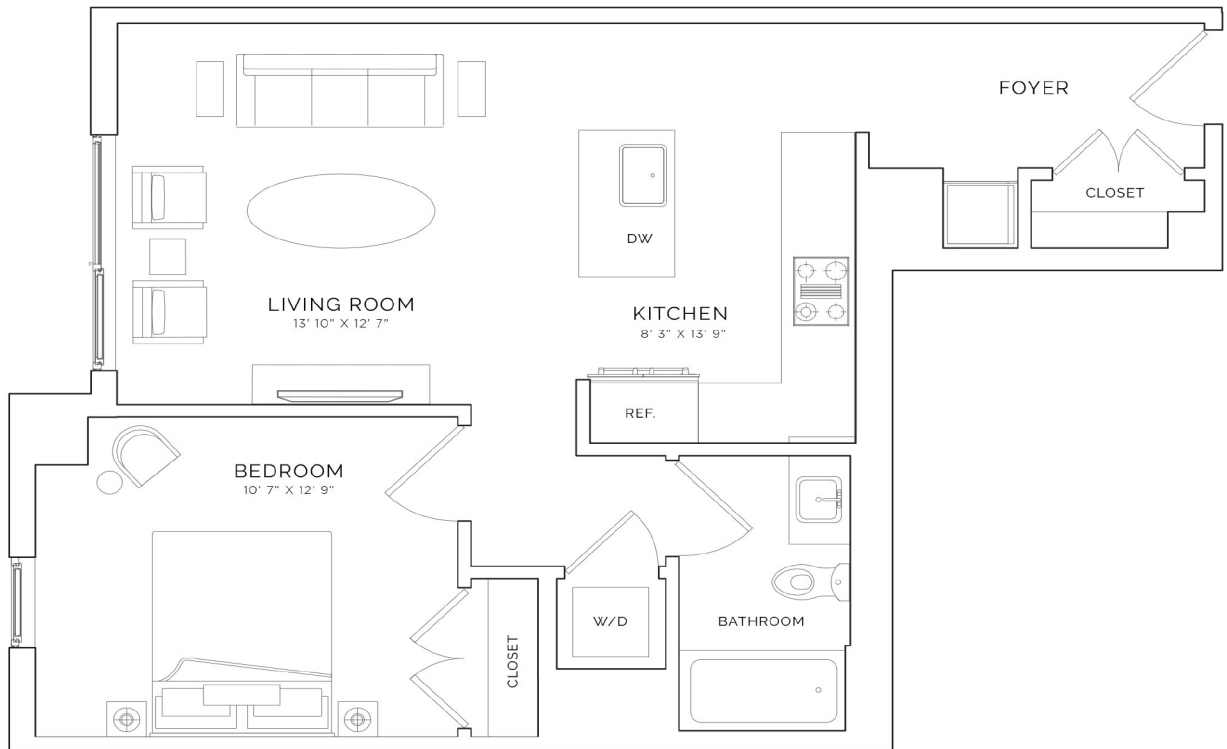 FOYER
CLOSET
DW
LIVING ROOM
13' 10" X 12' 7"
KITCHEN
8' 3" X 13' 9"
REF.
BEDROOM
10' 7" X 12' 9"
W/D
BATHROOM
CLOSET